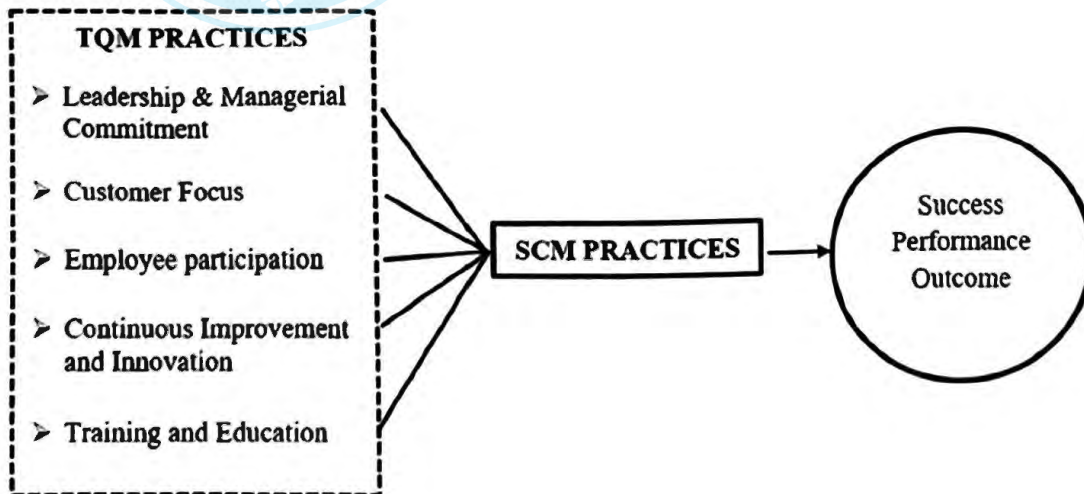 TQM PRACTICES
➢ Leadership & Managerial
Commitment
➢ Customer Focus
➢ Employee participation
➢ Continuous Improvement
and Innovation
➢ Training and Education
SCM PRACTICES
Success
Performance
Outcome